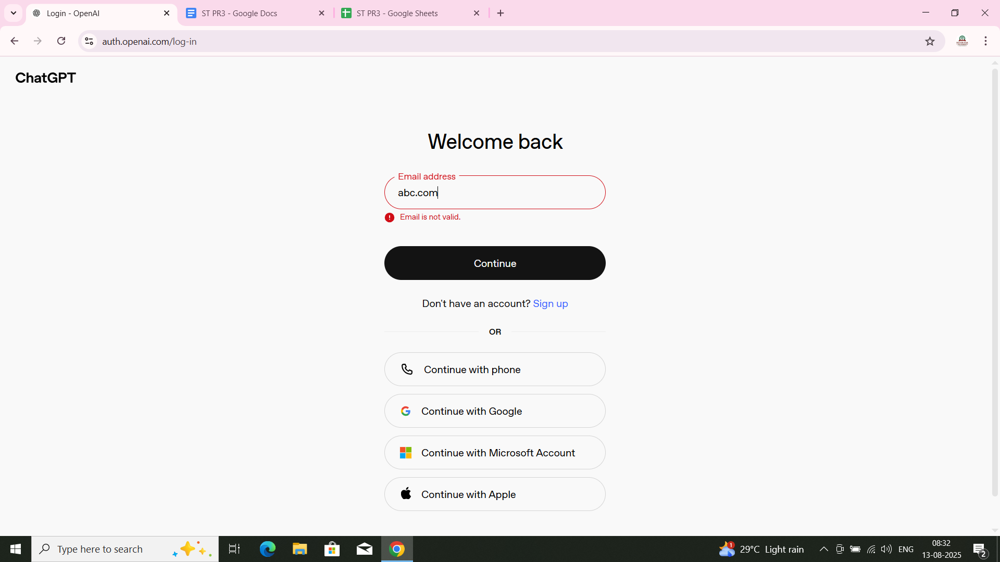 Login - OpenAI
ST PR3 - Google Docs
ST PR3 - Google Sheets
auth.openai.com/log-in
ChatGPT
Welcome back
Email address
abc.com
Email is not valid.
Continue
Don't have an account? Sign up
OR
Continue with phone
Continue with Google
Continue with Microsoft Account
Continue with Apple
Type here to search
1
29°C Light rain
ENG
08:32
13-08-2025
2